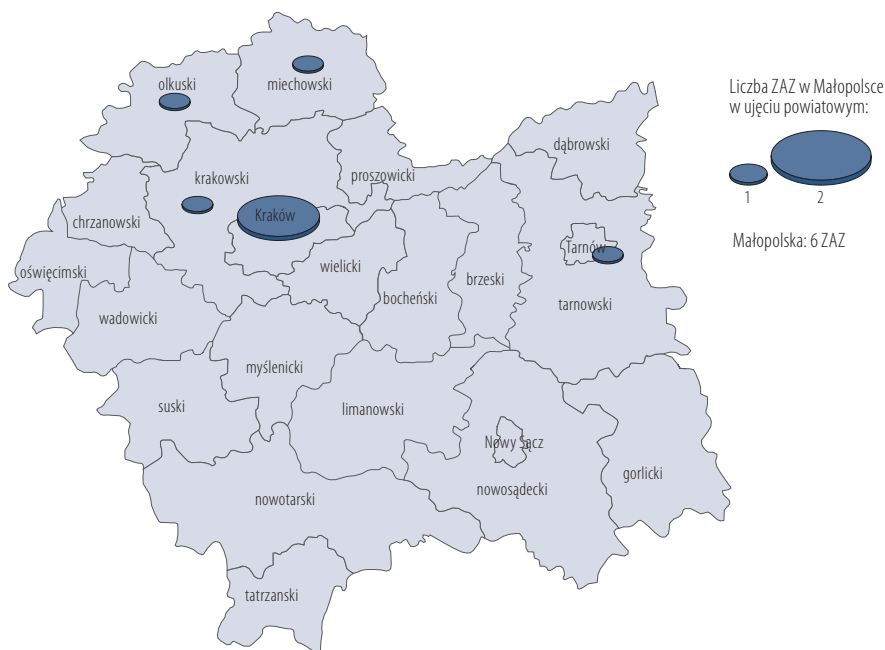 olkuski
miechowski
Liczba ZAZ w Małopolsce
w ujęciu powiatowym:
dąbrowski
krakowski
proszowicki
1
2
chrzanowski
Kraków
Małopolska: 6 ZAZ
Tarnów
oświęcimski
wielicki
brzeski
bocheński
tarnowski
wadowicki
myślenicki
suski
limanowski
Nowy Sącz
gorlicki
nowotarski
nowosądecki
tatrzanski